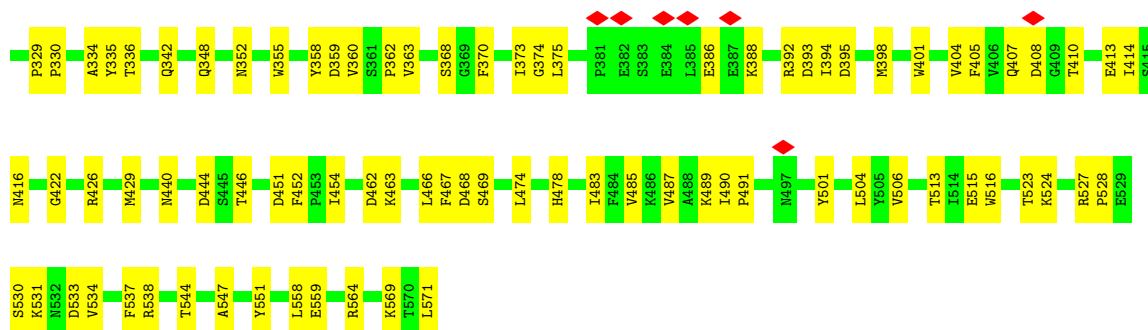 P329 P330 A334 Y335 T336 Q342 Q348 N352 W355 Y358 D359 V360 S361 P362 V363 S368 G369 F370 I373 G374 L375 P381 E382 S383 E384 L385 E386 E387 K388 R392 D393 I394 D395 M398 W401 V404 F405 V406 Q407 D408 G409 T410 E413 I414 S415
N416 G422 R426 M429 N440 D444 S445 T446 D451 F452 P453 I454 D462 K463 L466 F467 D468 S469 L474 H478 I483 F484 V485 K486 V487 A488 K489 I490 P491 N497 Y501 L504 Y505 V506 T513 I514 E515 W516 T523 K524 R527 P528 E529
S530 K531 N532 D533 V534 F537 R538 T544 A547 Y551 L558 E559 R564 K569 T570 L571